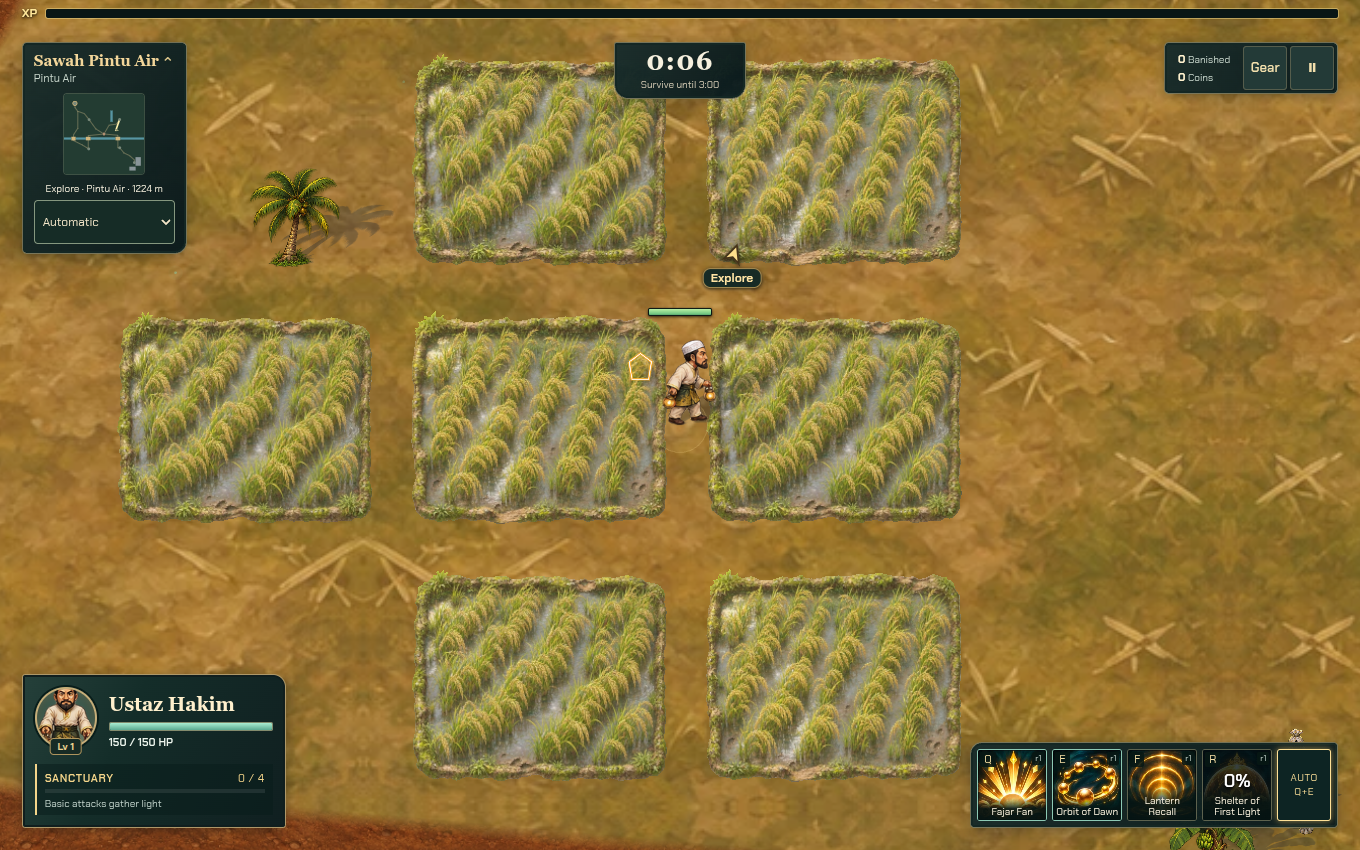 XP
Sawah Pintu Air ^
Pintu Air
Explore · Pintu Air · 1224 m
Automatic
0:06
Survive until 3:00
0 Banished
0 Coins
Gear
Explore
Ustaz Hakim
Lv 1
150 / 150 HP
SANCTUARY 0 / 4
Basic attacks gather light
Q r1
Fajar Fan
E r1
Orbit of Dawn
F r1
Lantern
Recall
R r1
0%
Shelter of
First Light
AUTO
Q+E